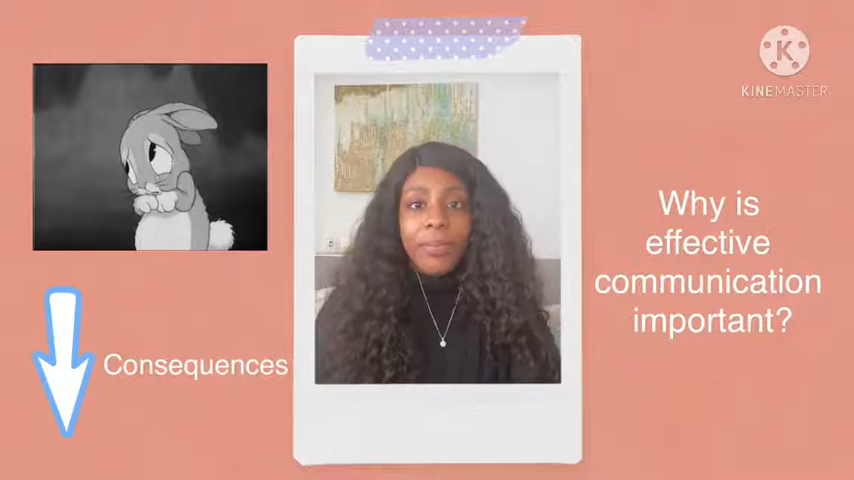 K
KINEMASTER
Why is
effective
communication
important?
Consequences